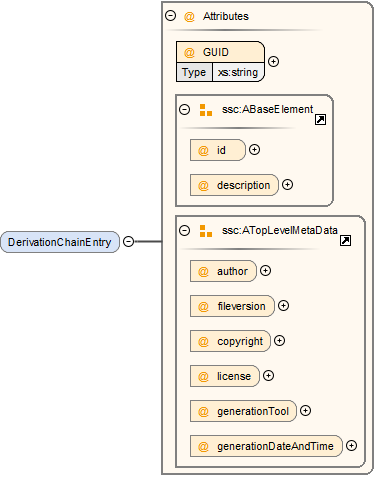 @ Attributes
@ GUID
Type xs:string
ssc:ABaseElement
@ id
@ description
DerivationChainEntry
ssc:ATopLevelMetaData
@ author
@ fileversion
@ copyright
@ license
@ generationTool
@ generationDateAndTime